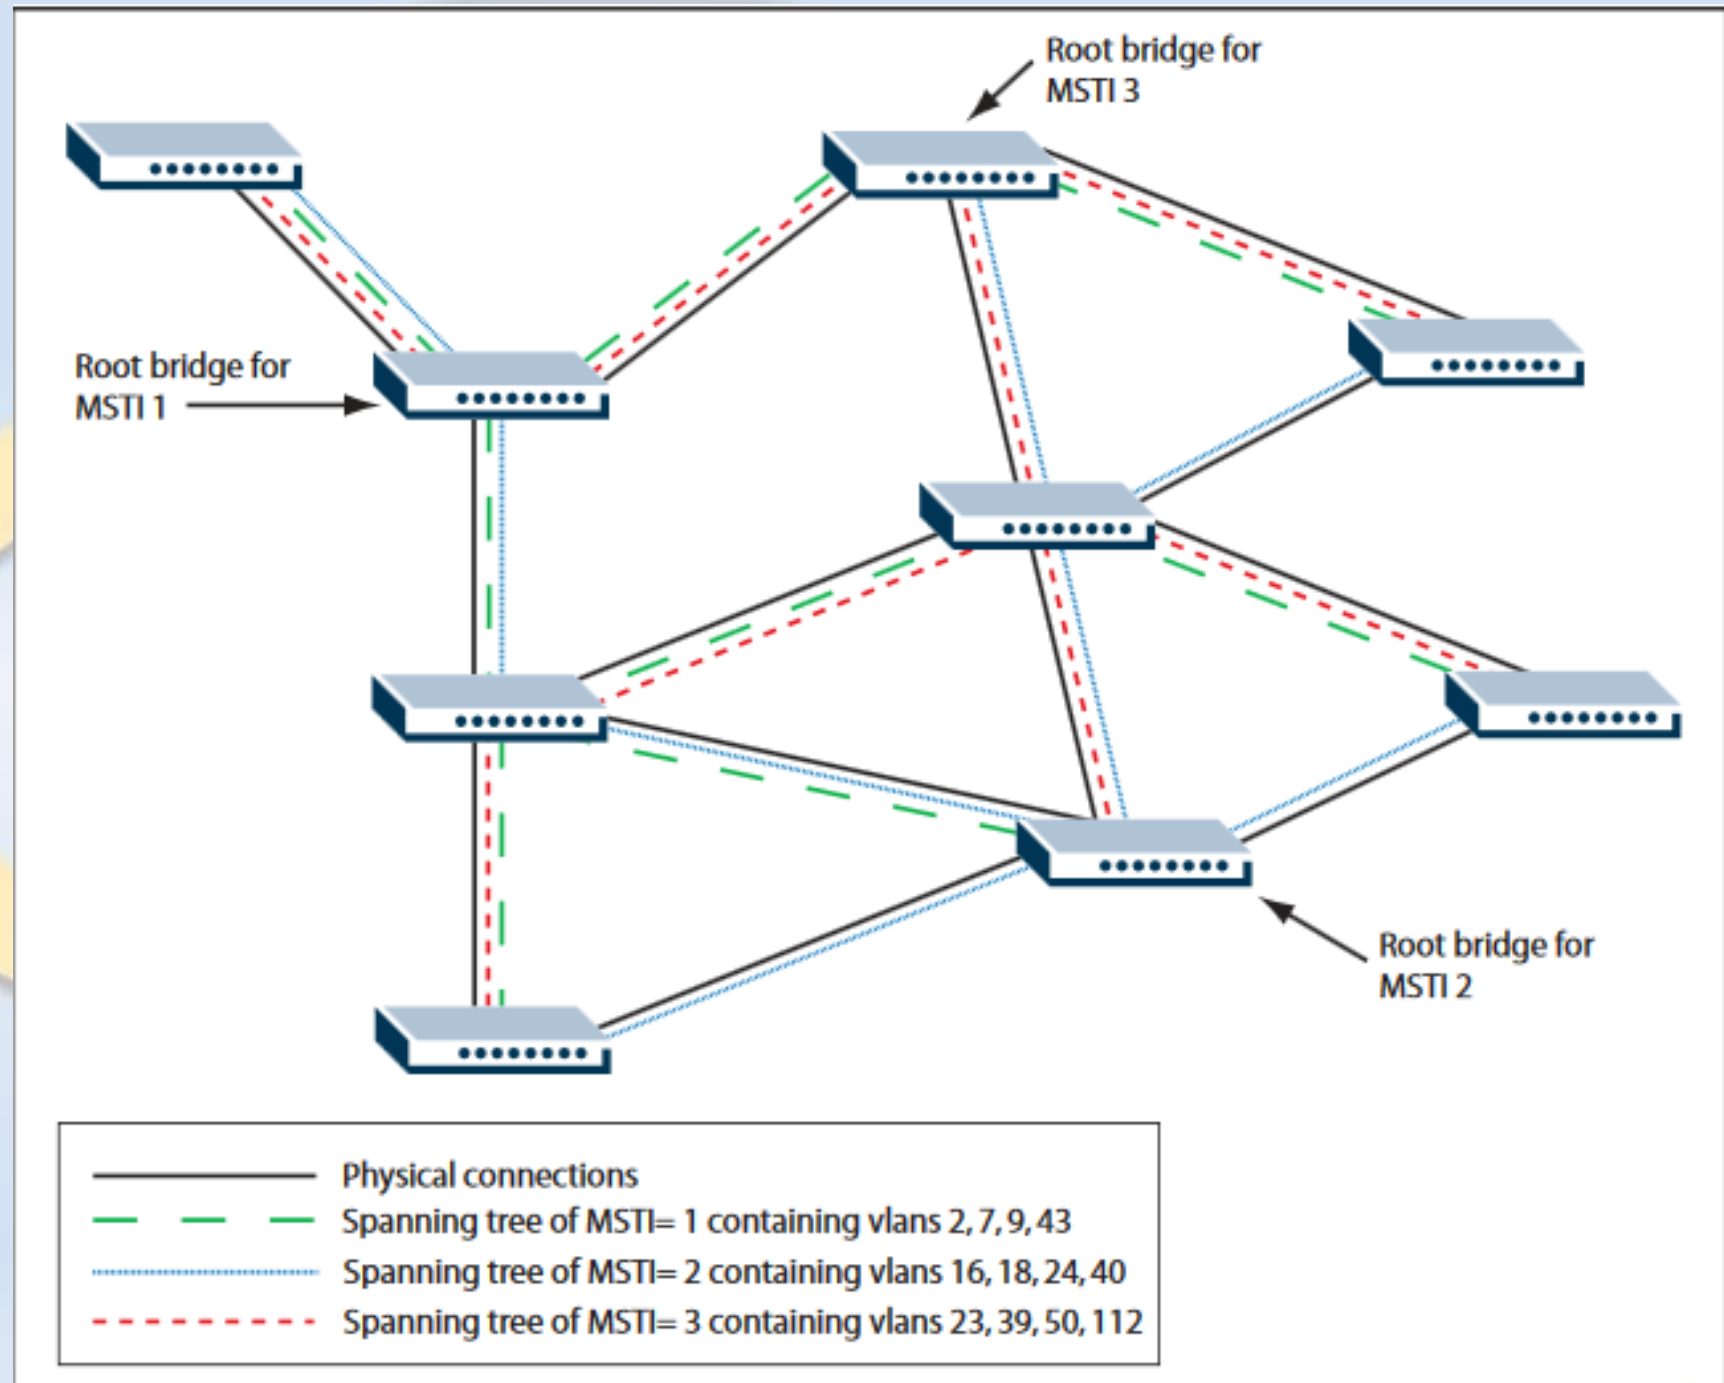 Root bridge for
MSTI 3
Root bridge for
MSTI 1
Root bridge for
MSTI 2
Physical connections
Spanning tree of MSTI= 1 containing vlans 2, 7, 9, 43
Spanning tree of MSTI= 2 containing vlans 16, 18, 24, 40
Spanning tree of MSTI= 3 containing vlans 23, 39, 50, 112